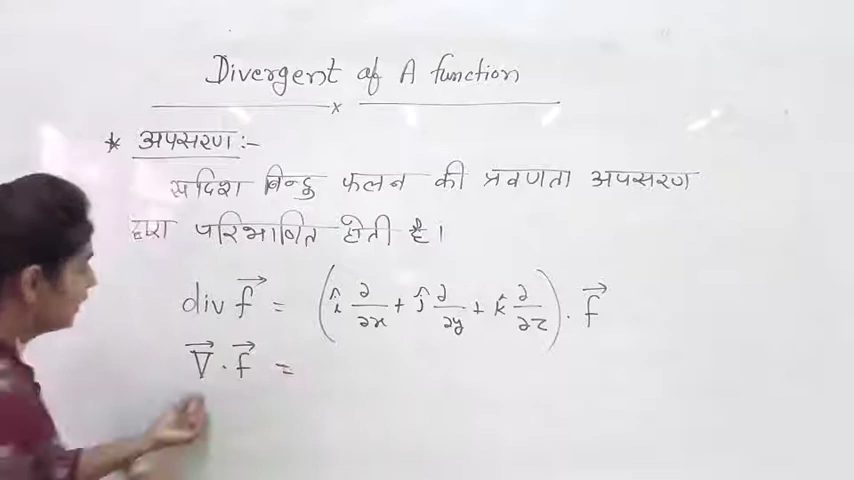 Divergent of A function
* अपसरण :-
सदिश बिन्दु फलन की प्रवणता अपसरण
द्वारा परिभाषित होती है।
div f⃗ = (î ∂/∂x + ĵ ∂/∂y + k̂ ∂/∂z) . f⃗
∇⃗ . f⃗ =